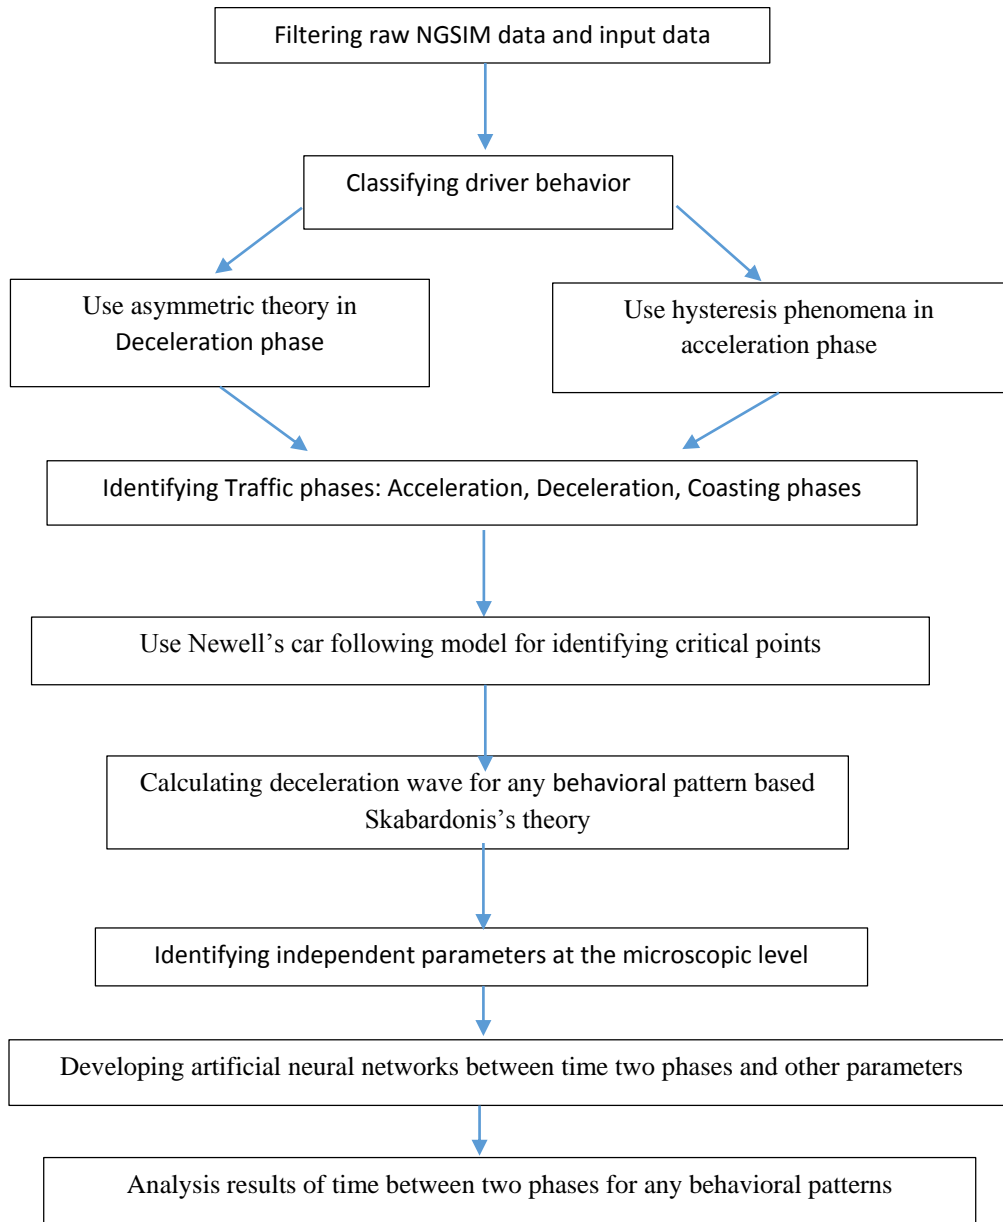 Filtering raw NGSIM data and input data
Classifying driver behavior
Use asymmetric theory in
Deceleration phase
Use hysteresis phenomena in
acceleration phase
Identifying Traffic phases: Acceleration, Deceleration, Coasting phases
Use Newell’s car following model for identifying critical points
Calculating deceleration wave for any behavioral pattern based
Skabardonis’s theory
Identifying independent parameters at the microscopic level
Developing artificial neural networks between time two phases and other parameters
Analysis results of time between two phases for any behavioral patterns